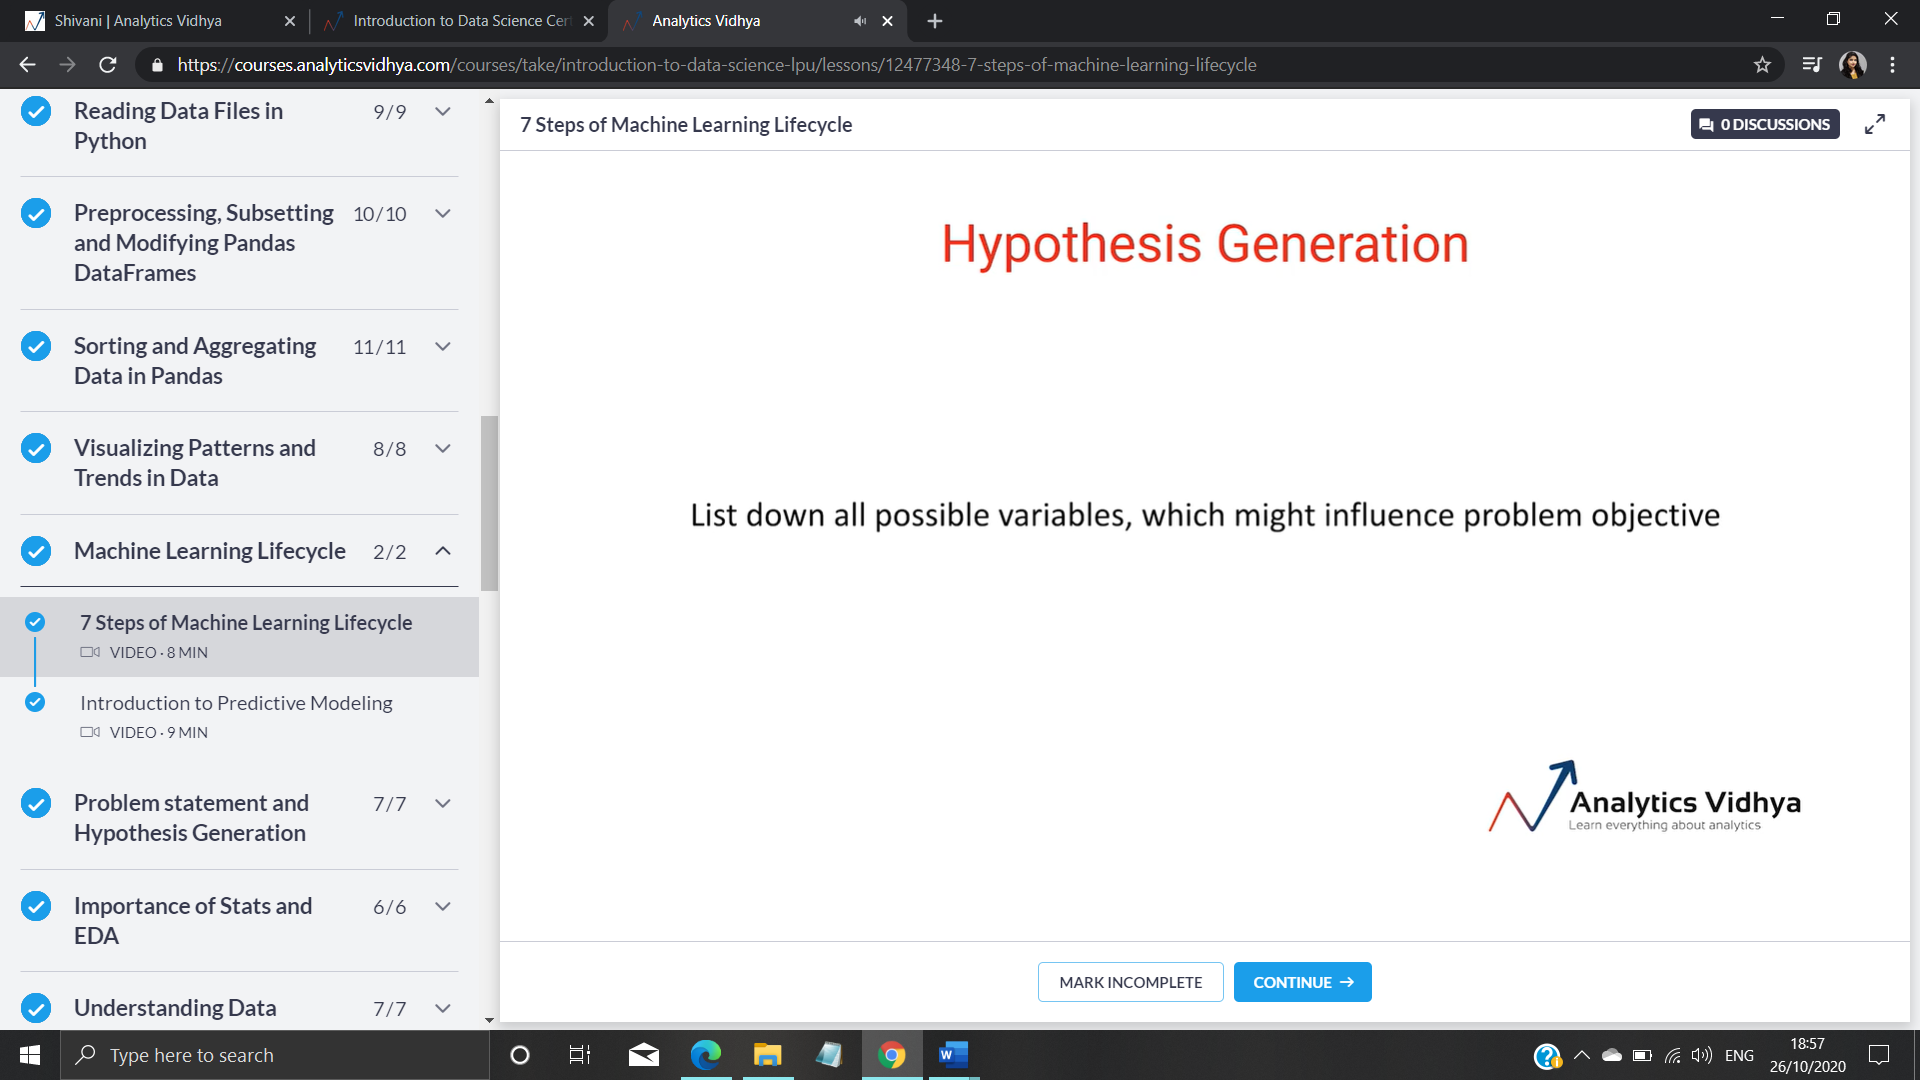 Shivani | Analytics Vidhya
Introduction to Data Science Cert
Analytics Vidhya
https://courses.analyticsvidhya.com/courses/take/introduction-to-data-science-lpu/lessons/12477348-7-steps-of-machine-learning-lifecycle
Reading Data Files in
Python
9/9
Preprocessing, Subsetting
and Modifying Pandas
DataFrames
10/10
Sorting and Aggregating
Data in Pandas
11/11
Visualizing Patterns and
Trends in Data
8/8
Machine Learning Lifecycle
2/2
7 Steps of Machine Learning Lifecycle
VIDEO · 8 MIN
Introduction to Predictive Modeling
VIDEO · 9 MIN
Problem statement and
Hypothesis Generation
7/7
Importance of Stats and
EDA
6/6
Understanding Data
7/7
7 Steps of Machine Learning Lifecycle
0 DISCUSSIONS
Hypothesis Generation
List down all possible variables, which might influence problem objective
Analytics Vidhya
Learn everything about analytics
MARK INCOMPLETE
CONTINUE →
Type here to search
W
ENG
18:57
26/10/2020